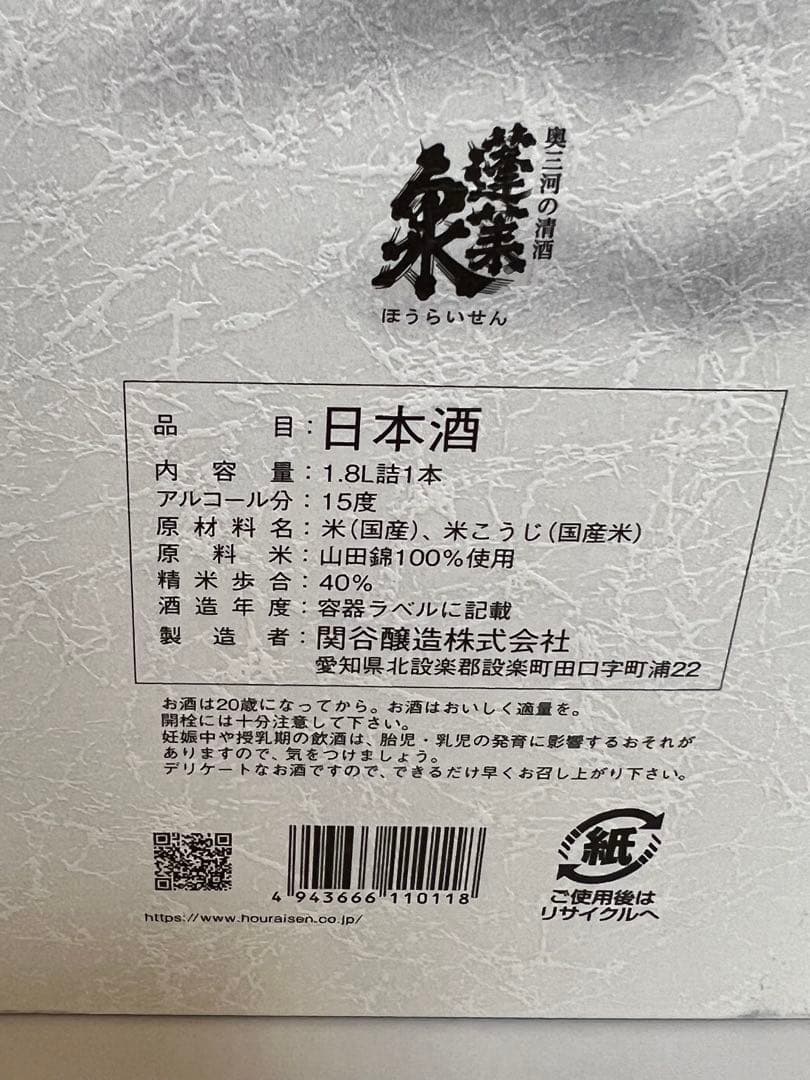 奥三河の清酒
蓬莱
泉
ほうらいせん
品目：日本酒
内容量：1.8L詰1本
アルコール分：15度
原材料名：米（国産）、米こうじ（国産米）
原料米：山田錦100％使用
精米歩合：40％
酒造年度：容器ラベルに記載
製造者：関谷醸造株式会社
愛知県北設楽郡設楽町田口字町浦22
お酒は20歳になってから。お酒はおいしく適量を。
開栓には十分注意して下さい。
妊娠中や授乳期の飲酒は、胎児・乳児の発育に影響するおそれが
ありますので、気をつけましょう。
デリケートなお酒ですので、できるだけ早くお召し上がり下さい。
紙
4 943666 110118
ご使用後は
リサイクルへ
https://www.houraisen.co.jp/